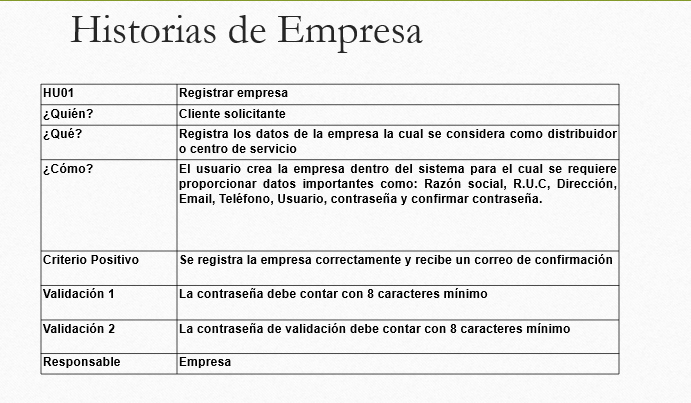 Historias de Empresa
HU01 Registrar empresa
¿Quién? Cliente solicitante
¿Qué? Registra los datos de la empresa la cual se considera como distribuidor
o centro de servicio
¿Cómo? El usuario crea la empresa dentro del sistema para el cual se requiere
proporcionar datos importantes como: Razón social, R.U.C, Dirección,
Email, Teléfono, Usuario, contraseña y confirmar contraseña.
Criterio Positivo Se registra la empresa correctamente y recibe un correo de confirmación
Validación 1 La contraseña debe contar con 8 caracteres mínimo
Validación 2 La contraseña de validación debe contar con 8 caracteres mínimo
Responsable Empresa